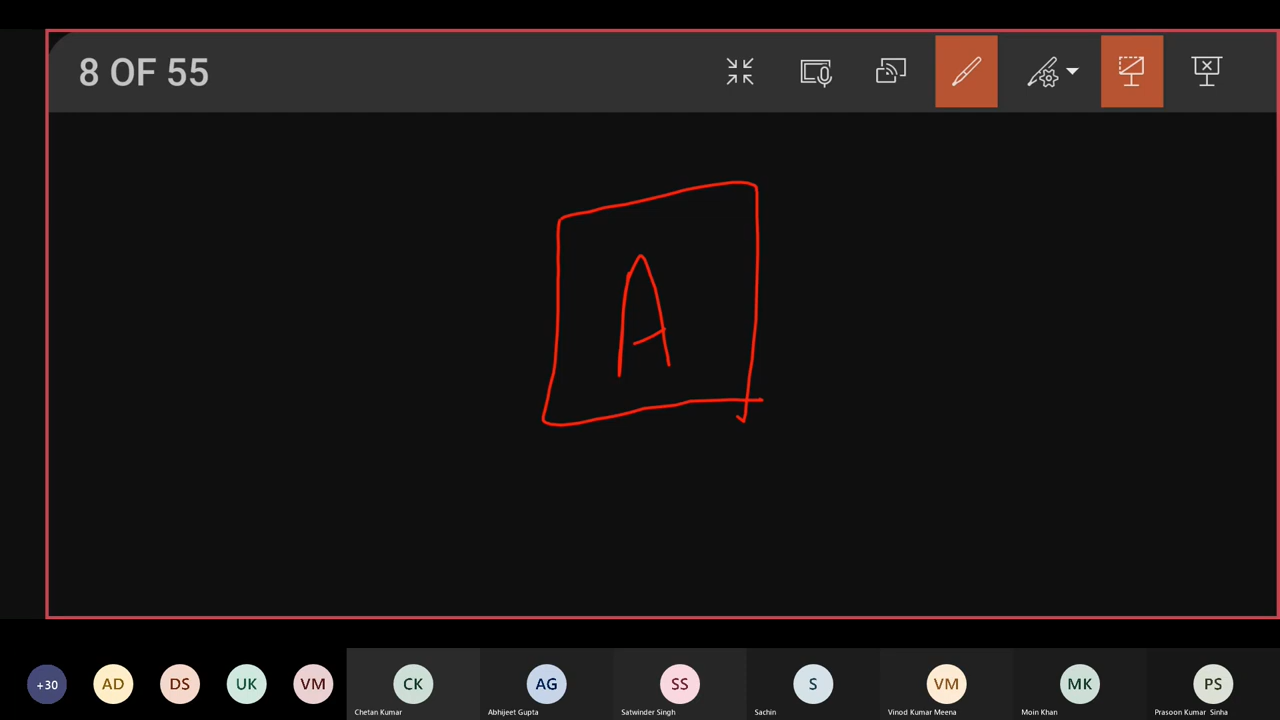 8 OF 55
A
+30
AD
DS
UK
VM
CK
AG
SS
S
VM
MK
PS
Chetan Kumar
Abhijeet Gupta
Satwinder Singh
Sachin
Vinod Kumar Meena
Moin Khan
Prasoon Kumar Sinha